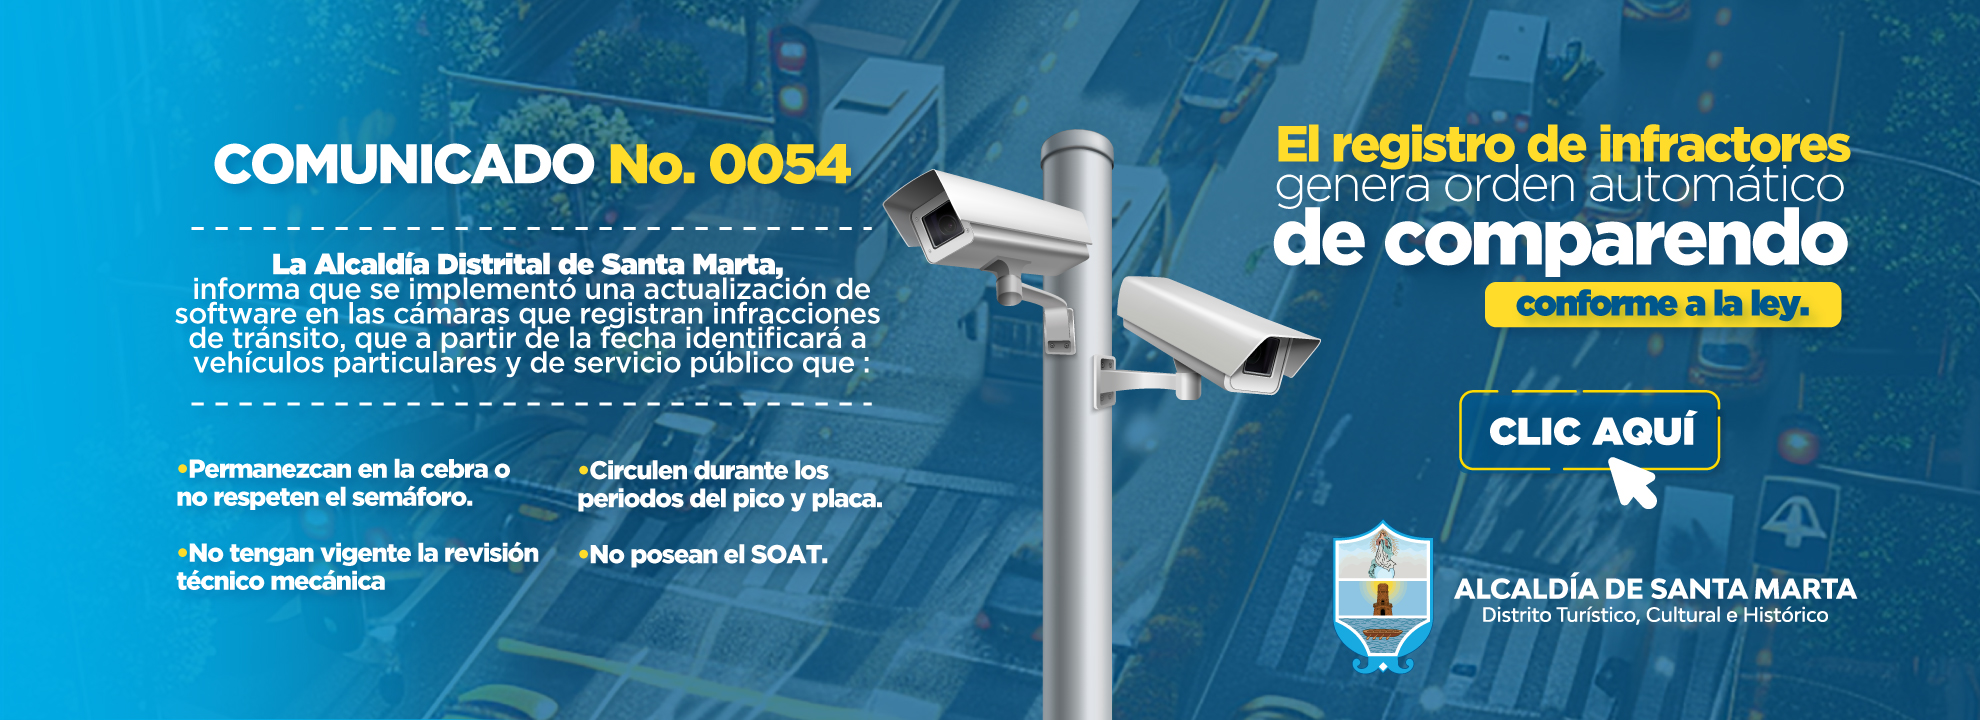 COMUNICADO No. 0054
La Alcaldía Distrital de Santa Marta,
informa que se implementó una actualización de
software en las cámaras que registran infracciones
de tránsito, que a partir de la fecha identificará a
vehículos particulares y de servicio público que :
•Permanezcan en la cebra o
no respeten el semáforo.
•No tengan vigente la revisión
técnico mecánica
•Circulen durante los
periodos del pico y placa.
•No posean el SOAT.
El registro de infractores
genera orden automático
de comparendo
conforme a la ley.
CLIC AQUÍ
ALCALDÍA DE SANTA MARTA
Distrito Turístico, Cultural e Histórico